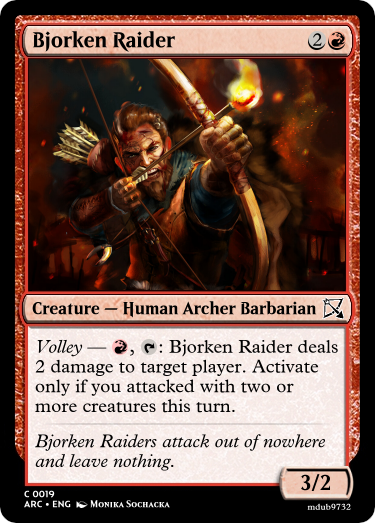 Bjorken Raider 2
Creature — Human Archer Barbarian
Volley — , : Bjorken Raider deals
2 damage to target player. Activate
only if you attacked with two or
more creatures this turn.
Bjorken Raiders attack out of nowhere
and leave nothing.
3/2
C 0019
ARC • ENG Monika Sochacka
mdub9732